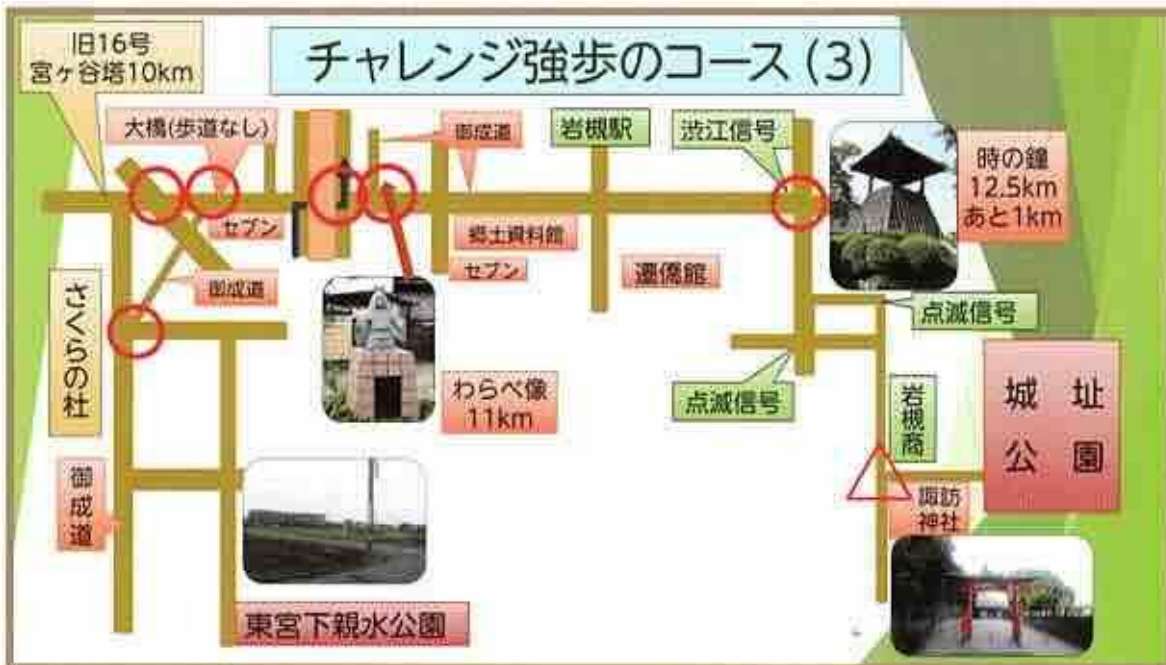 チャレンジ強歩のコース(3)
旧16号
宮ヶ谷塔10km
大橋(歩道なし)
御成道
岩槻駅
渋江信号
時の鐘
12.5km
あと1km
セブン
郷土資料館
セブン
遷僑館
御成道
さくらの杜
わらべ像
11km
点滅信号
点滅信号
岩槻商
城址
公園
御成道
諏訪
神社
東宮下親水公園